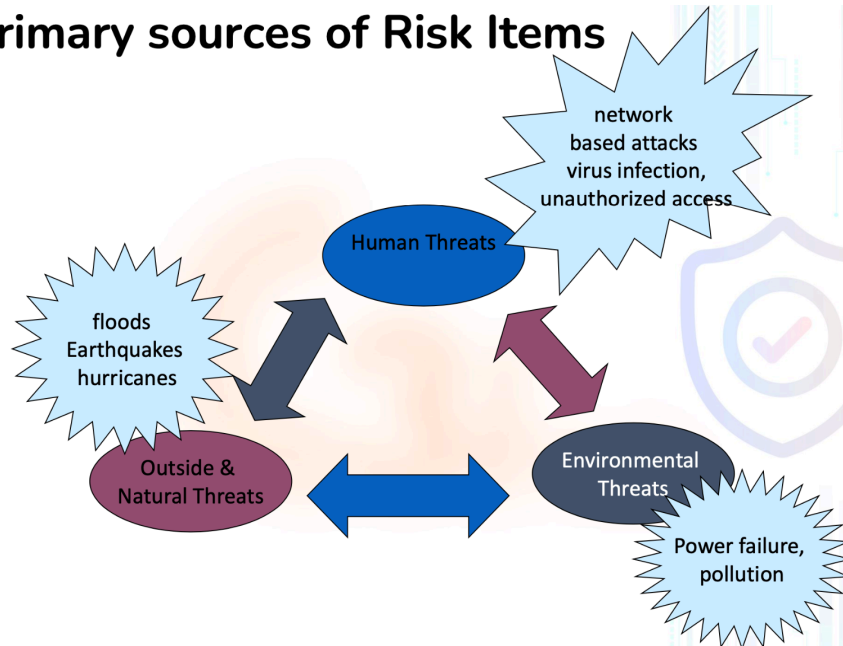 rimary sources of Risk Items
network
based attacks
virus infection,
unauthorized access
Human Threats
floods
Earthquakes
hurricanes
Outside &
Natural Threats
Environmental
Threats
Power failure,
pollution